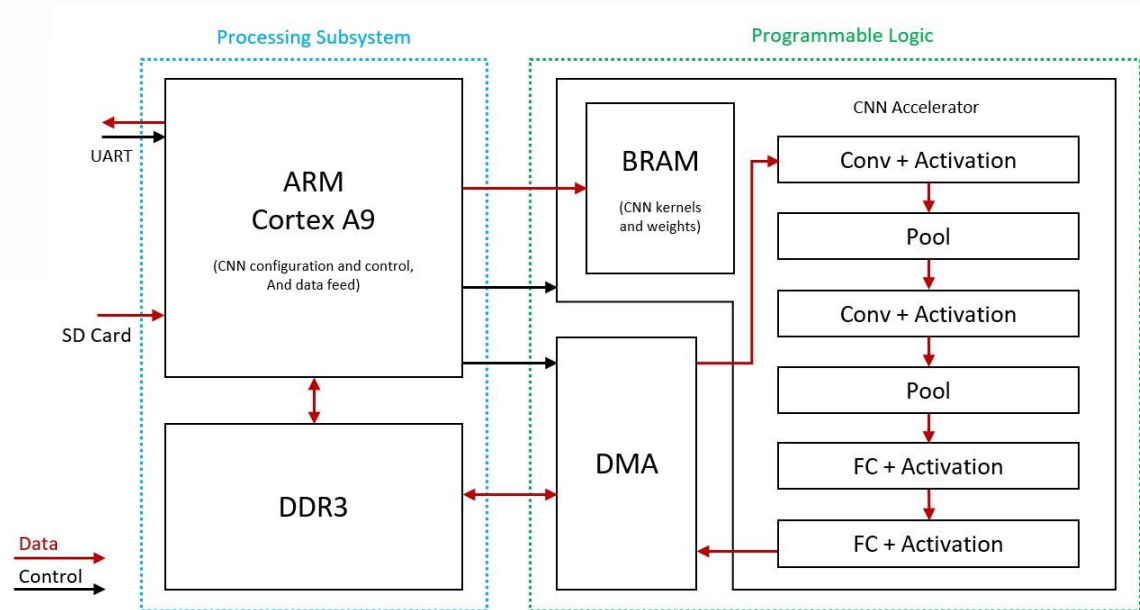 Processing Subsystem
Programmable Logic
UART
SD Card
ARM
Cortex A9
(CNN configuration and control,
And data feed)
DDR3
BRAM
(CNN kernels
and weights)
DMA
CNN Accelerator
Conv + Activation
Pool
Conv + Activation
Pool
FC + Activation
FC + Activation
Data
Control